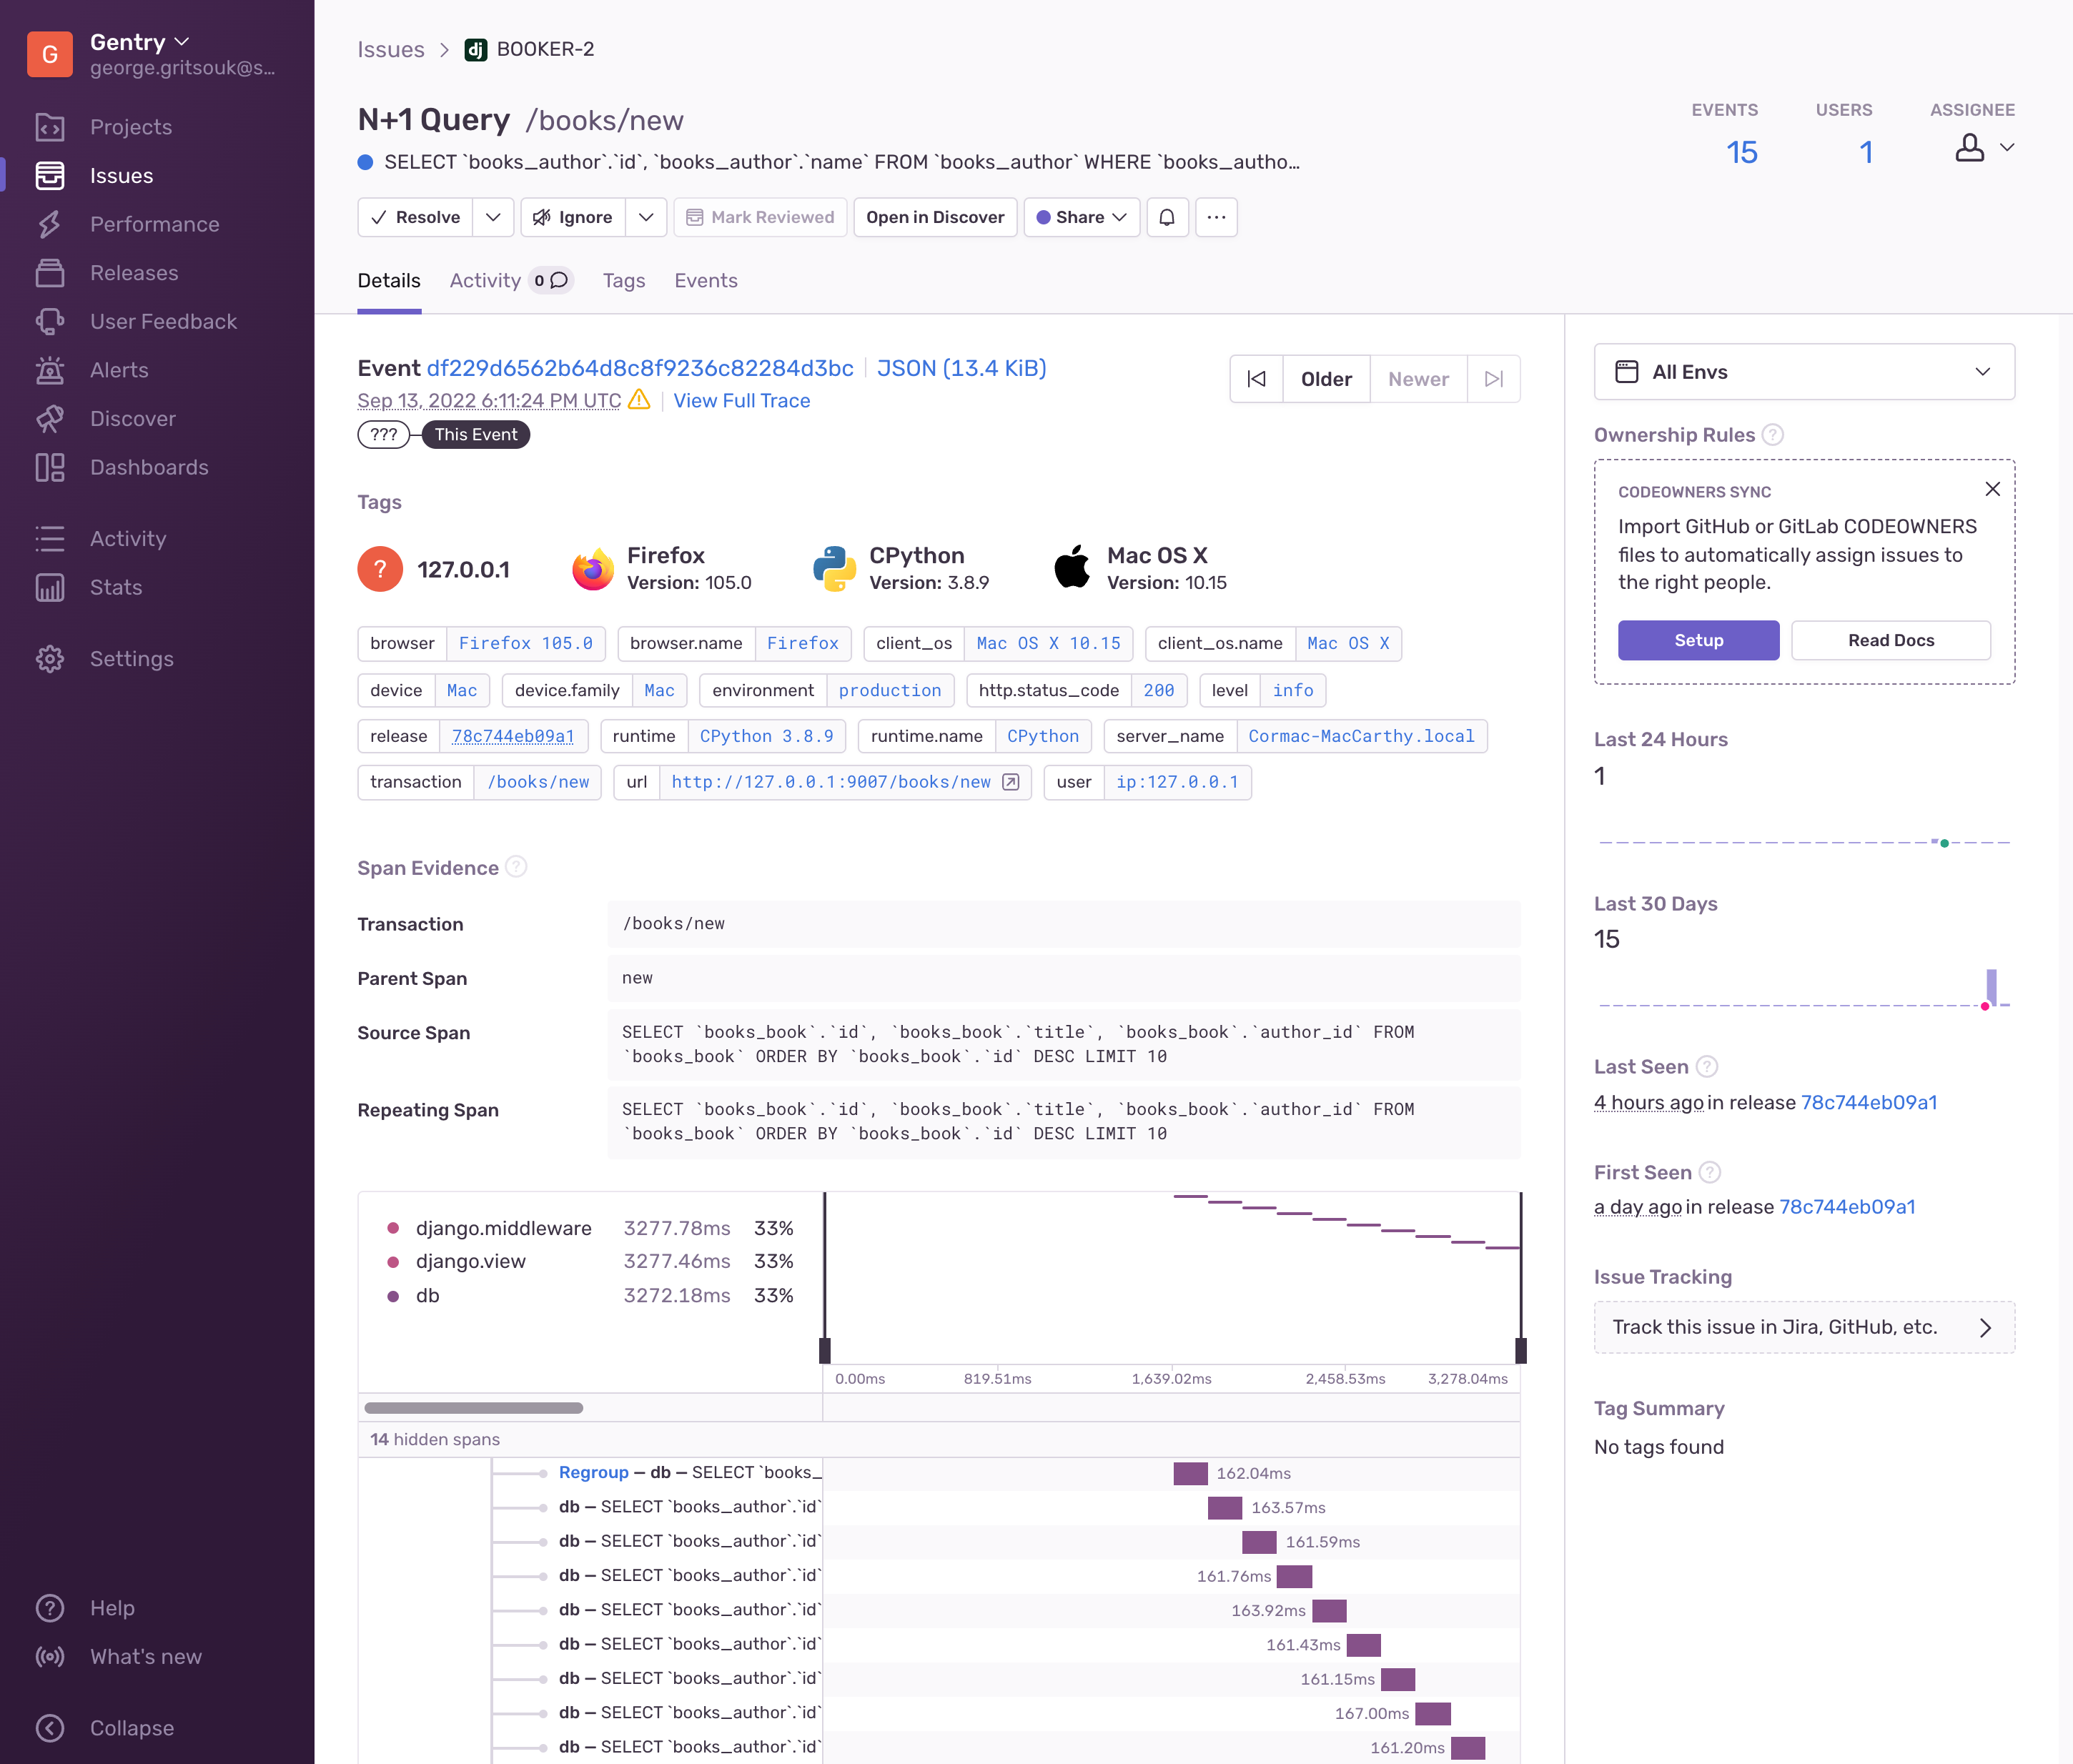 G
Gentry
george.gritsouk@s...
Projects
Issues
Performance
Releases
User Feedback
Alerts
Discover
Dashboards
Activity
Stats
Settings
Help
What's new
Collapse
Issues > dj BOOKER-2
N+1 Query /books/new
SELECT `books_author`.`id`, `books_author`.`name` FROM `books_author` WHERE `books_autho...
EVENTS USERS ASSIGNEE
15 1
Resolve Ignore Mark Reviewed Open in Discover Share ...
Details Activity 0 Tags Events
Event df229d6562b64d8c8f9236c82284d3bc | JSON (13.4 KiB)
Sep 13, 2022 6:11:24 PM UTC | View Full Trace
??? This Event
Older Newer
Tags
? 127.0.0.1
Firefox
Version: 105.0
CPython
Version: 3.8.9
Mac OS X
Version: 10.15
browser Firefox 105.0 browser.name Firefox client_os Mac OS X 10.15 client_os.name Mac OS X
device Mac device.family Mac environment production http.status_code 200 level info
release 78c744eb09a1 runtime CPython 3.8.9 runtime.name CPython server_name Cormac-MacCarthy.local
transaction /books/new url http://127.0.0.1:9007/books/new user ip:127.0.0.1
Span Evidence ?
Transaction /books/new
Parent Span new
Source Span SELECT `books_book`.`id`, `books_book`.`title`, `books_book`.`author_id` FROM
`books_book` ORDER BY `books_book`.`id` DESC LIMIT 10
Repeating Span SELECT `books_book`.`id`, `books_book`.`title`, `books_book`.`author_id` FROM
`books_book` ORDER BY `books_book`.`id` DESC LIMIT 10
django.middleware 3277.78ms 33%
django.view 3277.46ms 33%
db 3272.18ms 33%
0.00ms 819.51ms 1,639.02ms 2,458.53ms 3,278.04ms
14 hidden spans
Regroup — db — SELECT `books_ 162.04ms
db — SELECT `books_author`.`id` 163.57ms
db — SELECT `books_author`.`id` 161.59ms
db — SELECT `books_author`.`id` 161.76ms
db — SELECT `books_author`.`id` 163.92ms
db — SELECT `books_author`.`id` 161.43ms
db — SELECT `books_author`.`id` 161.15ms
db — SELECT `books_author`.`id` 167.00ms
db — SELECT `books_author`.`id` 161.20ms
All Envs
Ownership Rules ?
CODEOWNERS SYNC
Import GitHub or GitLab CODEOWNERS
files to automatically assign issues to
the right people.
Setup Read Docs
Last 24 Hours
1
Last 30 Days
15
Last Seen ?
4 hours ago in release 78c744eb09a1
First Seen ?
a day ago in release 78c744eb09a1
Issue Tracking
Track this issue in Jira, GitHub, etc.
Tag Summary
No tags found